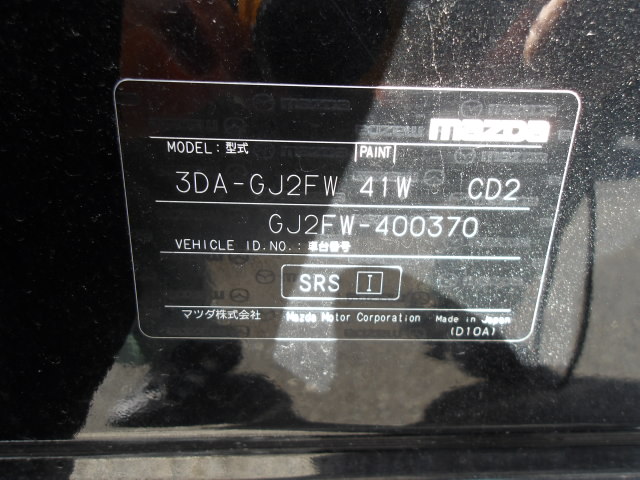 mazda
MODEL: 型式 PAINT
3DA-GJ2FW 41W CD2
GJ2FW-400370
VEHICLE ID.NO.: 車台番号
SRS I
マツダ株式会社 Mazda Motor Corporation Made in Japan
(D10A)